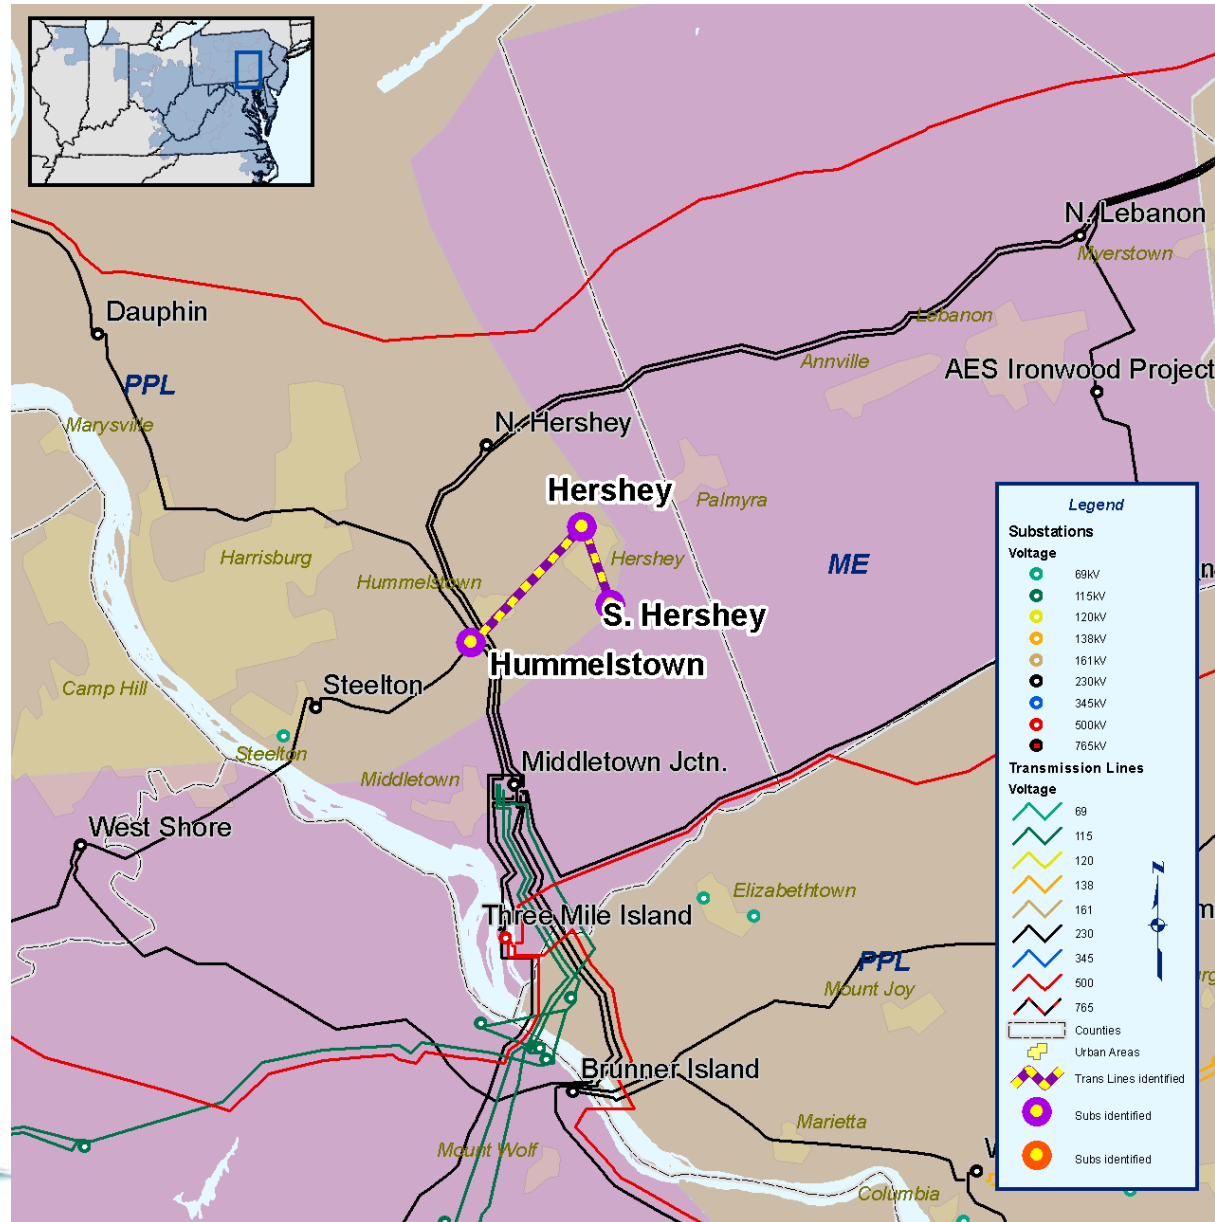 N. Lebanon
Myerstown
Dauphin
Lebanon
Annville
AES Ironwood Project
PPL
Marysville
N. Hershey
Hershey
Palmyra
Harrisburg
Hershey
Hummelstown
ME
S. Hershey
Hummelstown
Camp Hill
Steelton
Steelton
Middletown
Middletown Jctn.
West Shore
Elizabethtown
Three Mile Island
PPL
Mount Joy
Brunner Island
Marietta
Mount Wolf
Columbia
Legend
Substations
Voltage
69kV
115kV
120kV
138kV
161kV
230kV
345kV
500kV
765kV
Transmission Lines
Voltage
69
115
120
138
161
230
345
500
765
Counties
Urban Areas
Trans Lines identified
Subs identified
Subs identified
N